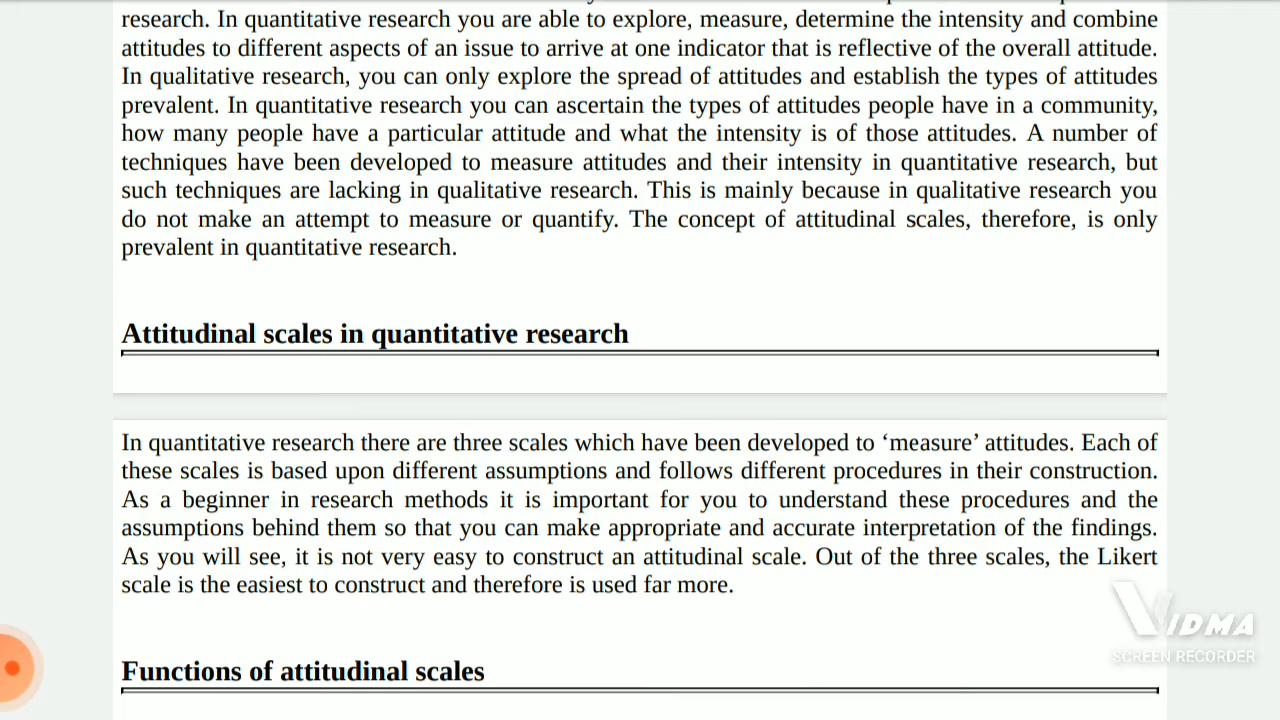 research. In quantitative research you are able to explore, measure, determine the intensity and combine
attitudes to different aspects of an issue to arrive at one indicator that is reflective of the overall attitude.
In qualitative research, you can only explore the spread of attitudes and establish the types of attitudes
prevalent. In quantitative research you can ascertain the types of attitudes people have in a community,
how many people have a particular attitude and what the intensity is of those attitudes. A number of
techniques have been developed to measure attitudes and their intensity in quantitative research, but
such techniques are lacking in qualitative research. This is mainly because in qualitative research you
do not make an attempt to measure or quantify. The concept of attitudinal scales, therefore, is only
prevalent in quantitative research.
Attitudinal scales in quantitative research
In quantitative research there are three scales which have been developed to ‘measure’ attitudes. Each of
these scales is based upon different assumptions and follows different procedures in their construction.
As a beginner in research methods it is important for you to understand these procedures and the
assumptions behind them so that you can make appropriate and accurate interpretation of the findings.
As you will see, it is not very easy to construct an attitudinal scale. Out of the three scales, the Likert
scale is the easiest to construct and therefore is used far more.
VIDMA
SCREEN RECORDER
Functions of attitudinal scales